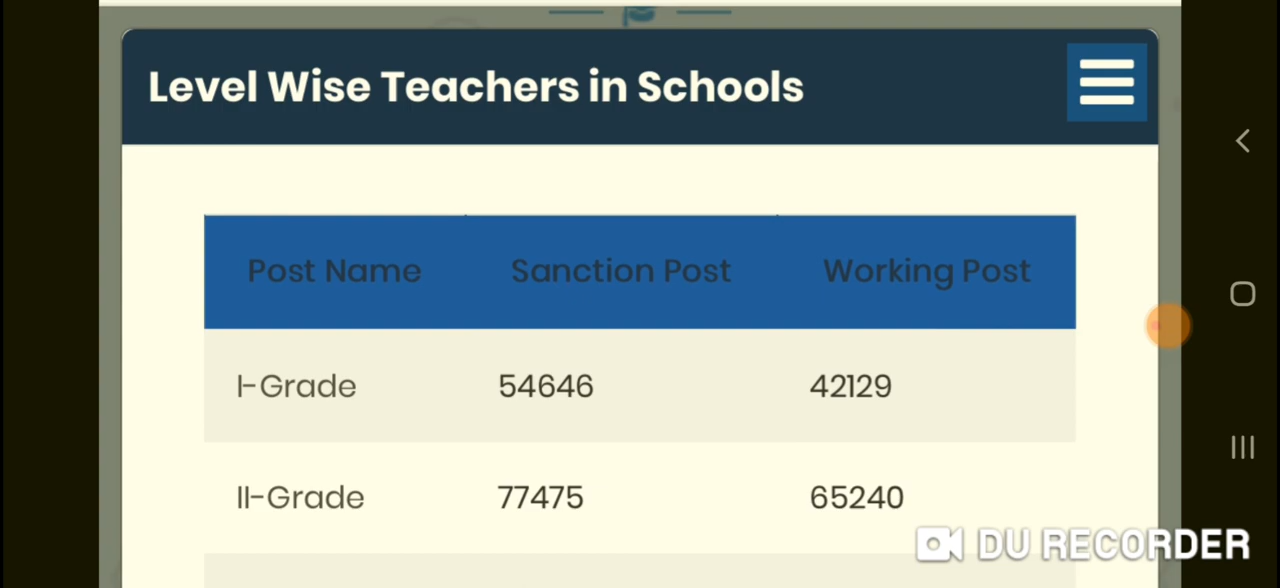 Level Wise Teachers in Schools
Post Name Sanction Post Working Post
I-Grade 54646 42129
II-Grade 77475 65240
DU RECORDER